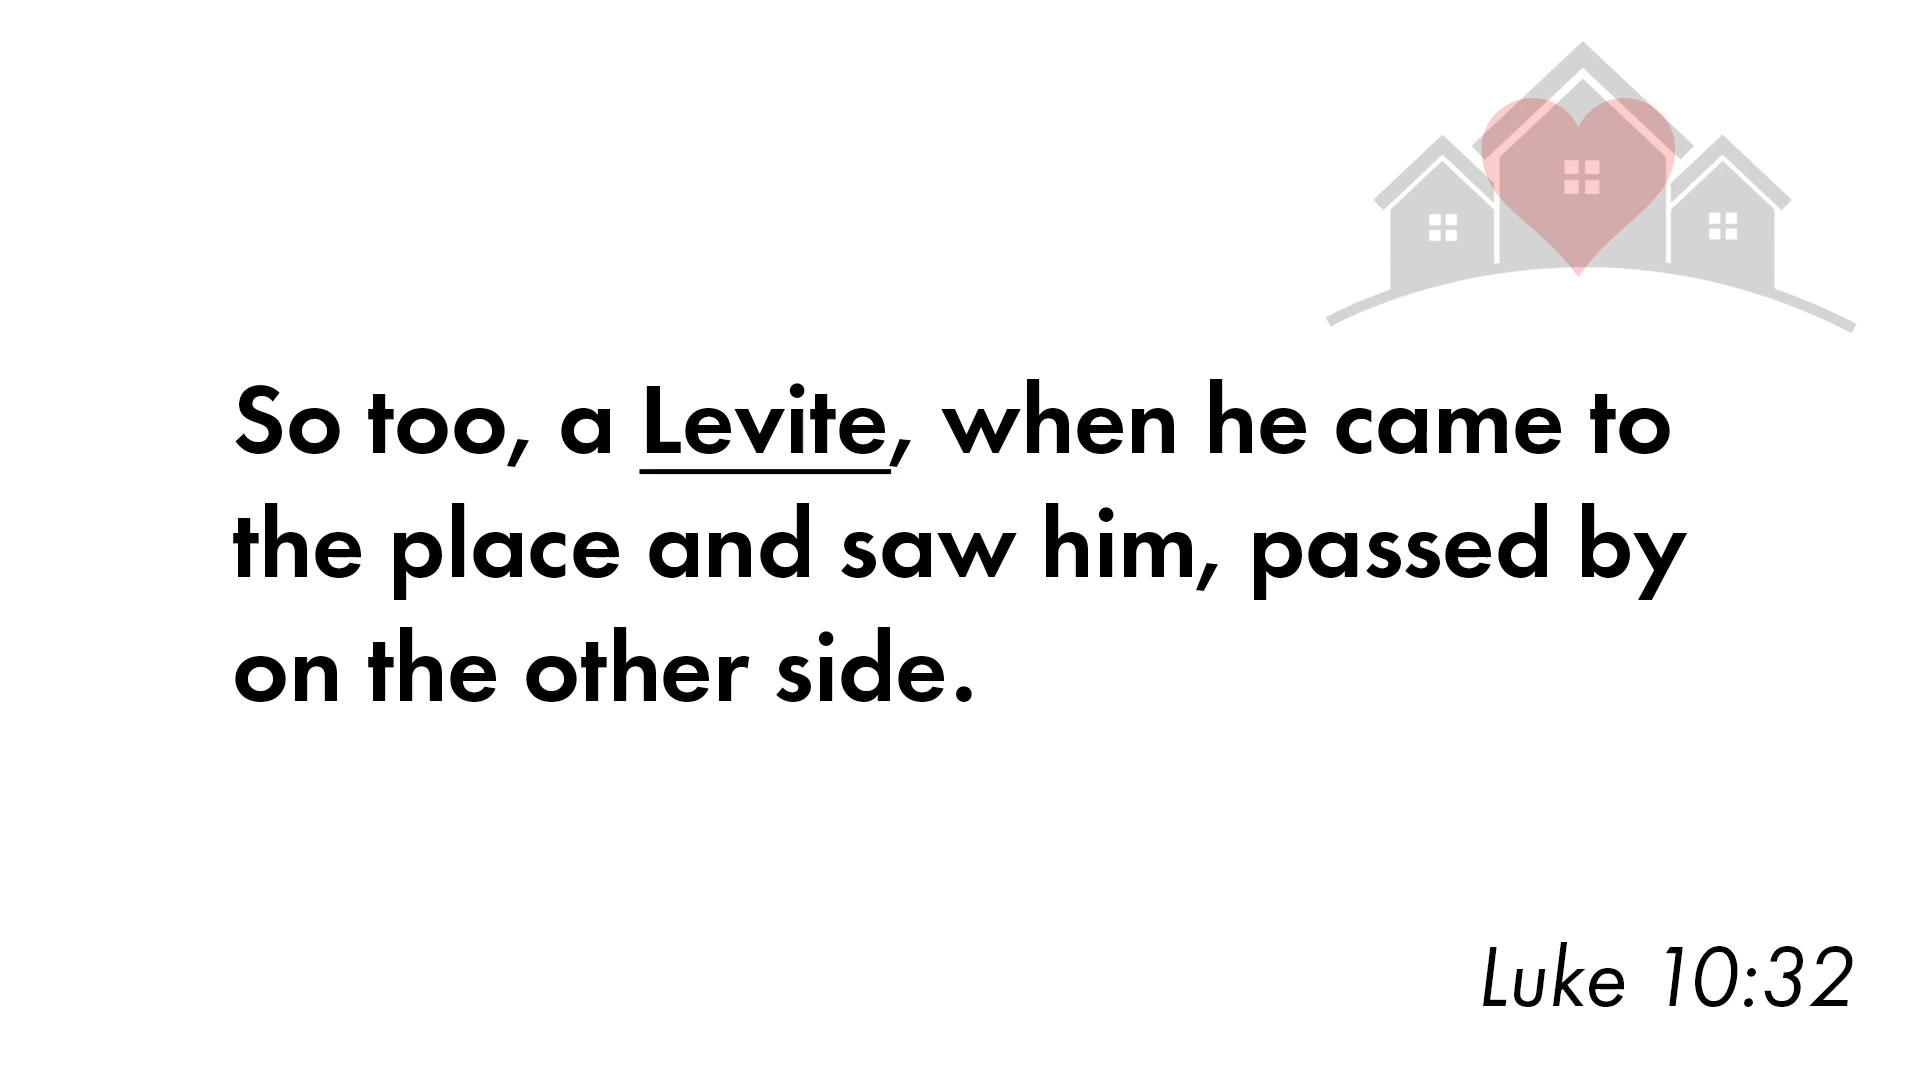 So too, a Levite, when he came to
the place and saw him, passed by
on the other side.
Luke 10:32